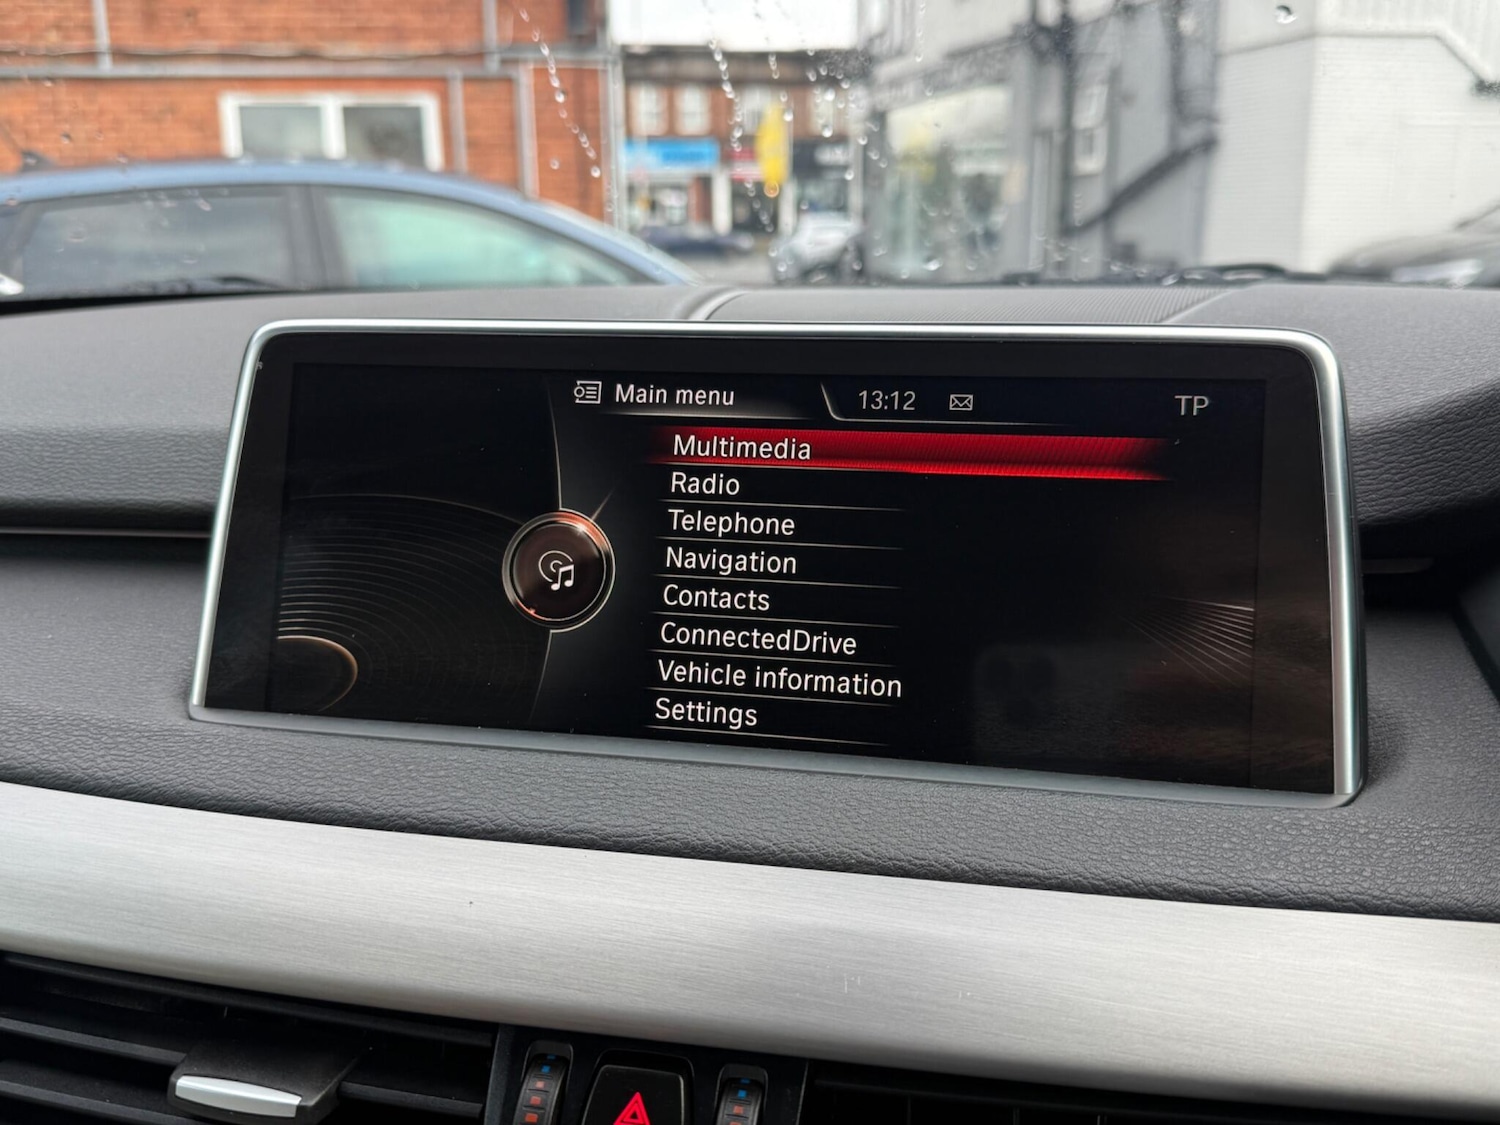 Main menu
13:12
TP
Multimedia
Radio
Telephone
Navigation
Contacts
ConnectedDrive
Vehicle information
Settings